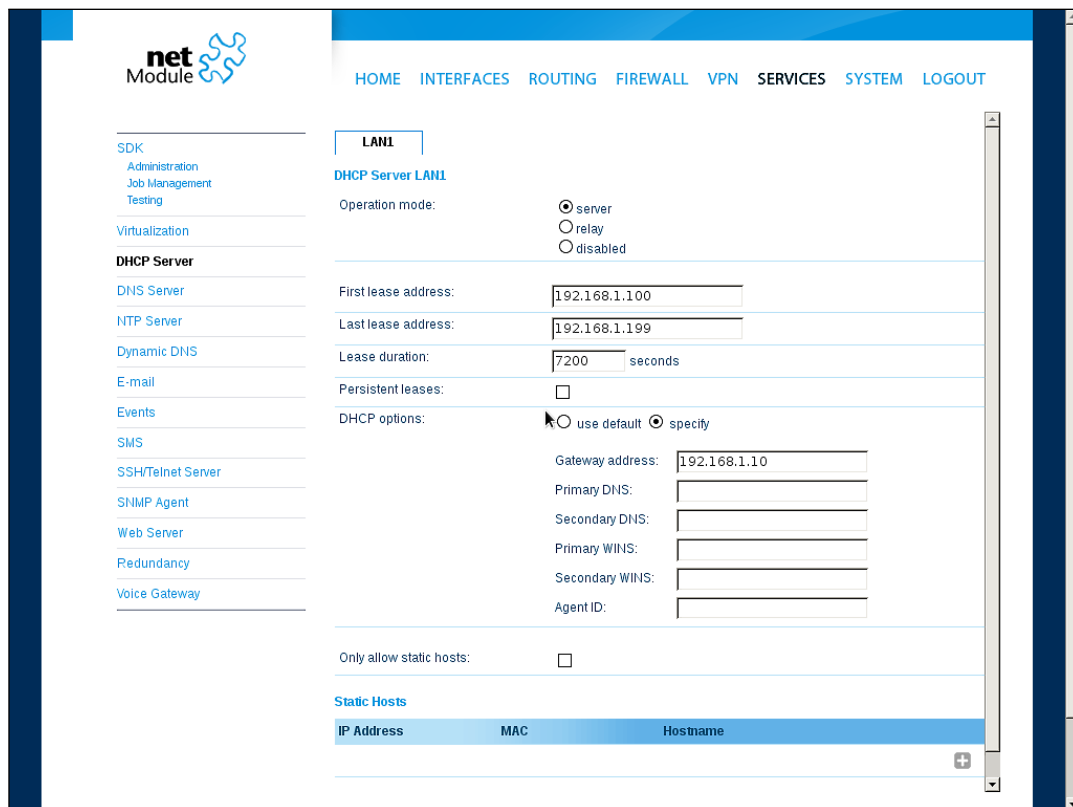 net
Module
HOME INTERFACES ROUTING FIREWALL VPN SERVICES SYSTEM LOGOUT
SDK
Administration
Job Management
Testing
Virtualization
DHCP Server
DNS Server
NTP Server
Dynamic DNS
E-mail
Events
SMS
SSH/Telnet Server
SNMP Agent
Web Server
Redundancy
Voice Gateway
LAN1
DHCP Server LAN1
Operation mode:
server
relay
disabled
First lease address: 192.168.1.100
Last lease address: 192.168.1.199
Lease duration: 7200 seconds
Persistent leases:
DHCP options: use default specify
Gateway address: 192.168.1.10
Primary DNS:
Secondary DNS:
Primary WINS:
Secondary WINS:
Agent ID:
Only allow static hosts:
Static Hosts
IP Address MAC Hostname